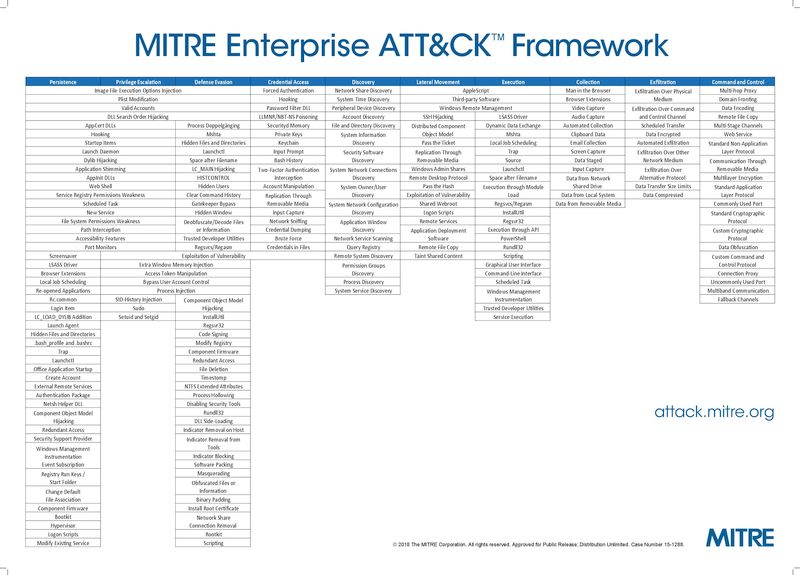 MITRE Enterprise ATT&CK™ Framework
Persistence Privilege Escalation Defense Evasion Credential Access Discovery Lateral Movement Execution Collection Exfiltration Command and Control
Image File Execution Options Injection
Plist Modification
Valid Accounts
DLL Search Order Hijacking
AppCert DLLs
Hooking
Startup Items
Launch Daemon
Dylib Hijacking
Application Shimming
AppInit DLLs
Web Shell
Service Registry Permissions Weakness
Scheduled Task
New Service
File System Permissions Weakness
Path Interception
Accessibility Features
Port Monitors
Screensaver
LSASS Driver
Browser Extensions
Local Job Scheduling
Re-opened Applications
Rc.common
Login Item
LC_LOAD_DYLIB Addition
Launch Agent
Hidden Files and Directories
.bash_profile and .bashrc
Trap
Launchctl
Office Application Startup
Create Account
External Remote Services
Authentication Package
Netsh Helper DLL
Component Object Model
Hijacking
Redundant Access
Security Support Provider
Windows Management
Instrumentation
Event Subscription
Registry Run Keys /
Start Folder
Change Default
File Association
Component Firmware
Bootkit
Hypervisor
Logon Scripts
Modify Existing Service
Extra Window Memory Injection
Access Token Manipulation
Bypass User Account Control
Process Injection
SID-History Injection
Sudo
Setuid and Setgid
Process Doppelgänging
Mshta
Hidden Files and Directories
Launchctl
Space after Filename
LC_MAIN Hijacking
HISTCONTROL
Hidden Users
Clear Command History
Gatekeeper Bypass
Hidden Window
Deobfuscate/Decode Files
or Information
Trusted Developer Utilities
Regsvcs/Regasm
Exploitation of Vulnerability
Component Object Model
Hijacking
InstallUtil
Regsvr32
Code Signing
Modify Registry
Component Firmware
Redundant Access
File Deletion
Timestomp
NTFS Extended Attributes
Process Hollowing
Disabling Security Tools
Rundll32
DLL Side-Loading
Indicator Removal on Host
Indicator Removal from
Tools
Indicator Blocking
Software Packing
Masquerading
Obfuscated Files or
Information
Binary Padding
Install Root Certificate
Network Share
Connection Removal
Rootkit
Scripting
Forced Authentication
Hooking
Password Filter DLL
LLMNR/NBT-NS Poisoning
Securityd Memory
Private Keys
Keychain
Input Prompt
Bash History
Two-Factor Authentication
Interception
Account Manipulation
Replication Through
Removable Media
Input Capture
Network Sniffing
Credential Dumping
Brute Force
Credentials in Files
Network Share Discovery
System Time Discovery
Peripheral Device Discovery
Account Discovery
File and Directory Discovery
System Information
Discovery
Security Software
Discovery
System Network Connections
Discovery
System Owner/User
Discovery
System Network Configuration
Discovery
Application Window
Discovery
Network Service Scanning
Query Registry
Remote System Discovery
Permission Groups
Discovery
Process Discovery
System Service Discovery
AppleScript
Third-party Software
Windows Remote Management
SSH Hijacking
Distributed Component
Object Model
Pass the Ticket
Replication Through
Removable Media
Windows Admin Shares
Remote Desktop Protocol
Pass the Hash
Exploitation of Vulnerability
Shared Webroot
Logon Scripts
Remote Services
Application Deployment
Software
Remote File Copy
Taint Shared Content
LSASS Driver
Dynamic Data Exchange
Mshta
Local Job Scheduling
Trap
Source
Launchctl
Space after Filename
Execution through Module
Load
Regsvcs/Regasm
InstallUtil
Regsvr32
Execution through API
PowerShell
Rundll32
Scripting
Graphical User Interface
Command-Line Interface
Scheduled Task
Windows Management
Instrumentation
Trusted Developer Utilities
Service Execution
Man in the Browser
Browser Extensions
Video Capture
Audio Capture
Automated Collection
Clipboard Data
Email Collection
Screen Capture
Data Staged
Input Capture
Data from Network
Shared Drive
Data from Local System
Data from Removable Media
Exfiltration Over Physical
Medium
Exfiltration Over Command
and Control Channel
Scheduled Transfer
Data Encrypted
Automated Exfiltration
Exfiltration Over Other
Network Medium
Exfiltration Over
Alternative Protocol
Data Transfer Size Limits
Data Compressed
Multi-hop Proxy
Domain Fronting
Data Encoding
Remote File Copy
Multi-Stage Channels
Web Service
Standard Non-Application
Layer Protocol
Communication Through
Removable Media
Multilayer Encryption
Standard Application
Layer Protocol
Commonly Used Port
Standard Cryptographic
Protocol
Custom Cryptographic
Protocol
Data Obfuscation
Custom Command and
Control Protocol
Connection Proxy
Uncommonly Used Port
Multiband Communication
Fallback Channels
attack.mitre.org
© 2018 The MITRE Corporation. All rights reserved. Approved for Public Release; Distribution Unlimited. Case Number 15-1288.
MITRE